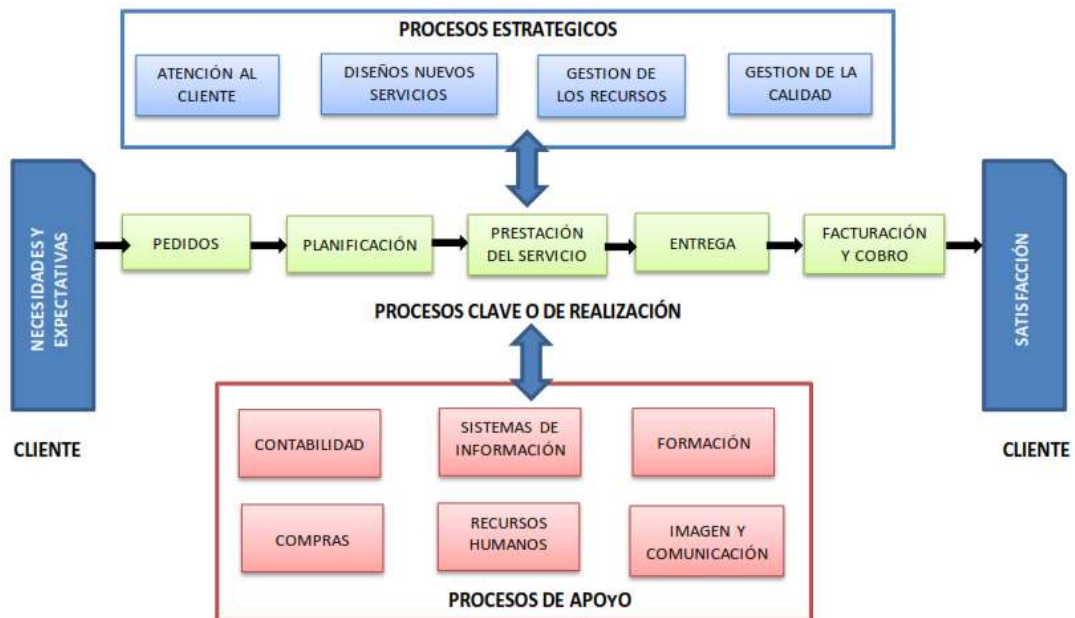 PROCESOS ESTRATEGICOS
ATENCIÓN AL
CLIENTE
DISEÑOS NUEVOS
SERVICIOS
GESTION DE
LOS RECURSOS
GESTION DE LA
CALIDAD
NECESIDADES Y
EXPECTATIVAS
PEDIDOS
PLANIFICACIÓN
PRESTACIÓN
DEL SERVICIO
ENTREGA
FACTURACIÓN
Y COBRO
SATISFACCIÓN
PROCESOS CLAVE O DE REALIZACIÓN
CLIENTE
CLIENTE
CONTABILIDAD
SISTEMAS DE
INFORMACIÓN
FORMACIÓN
COMPRAS
RECURSOS
HUMANOS
IMAGEN Y
COMUNICACIÓN
PROCESOS DE APOYO